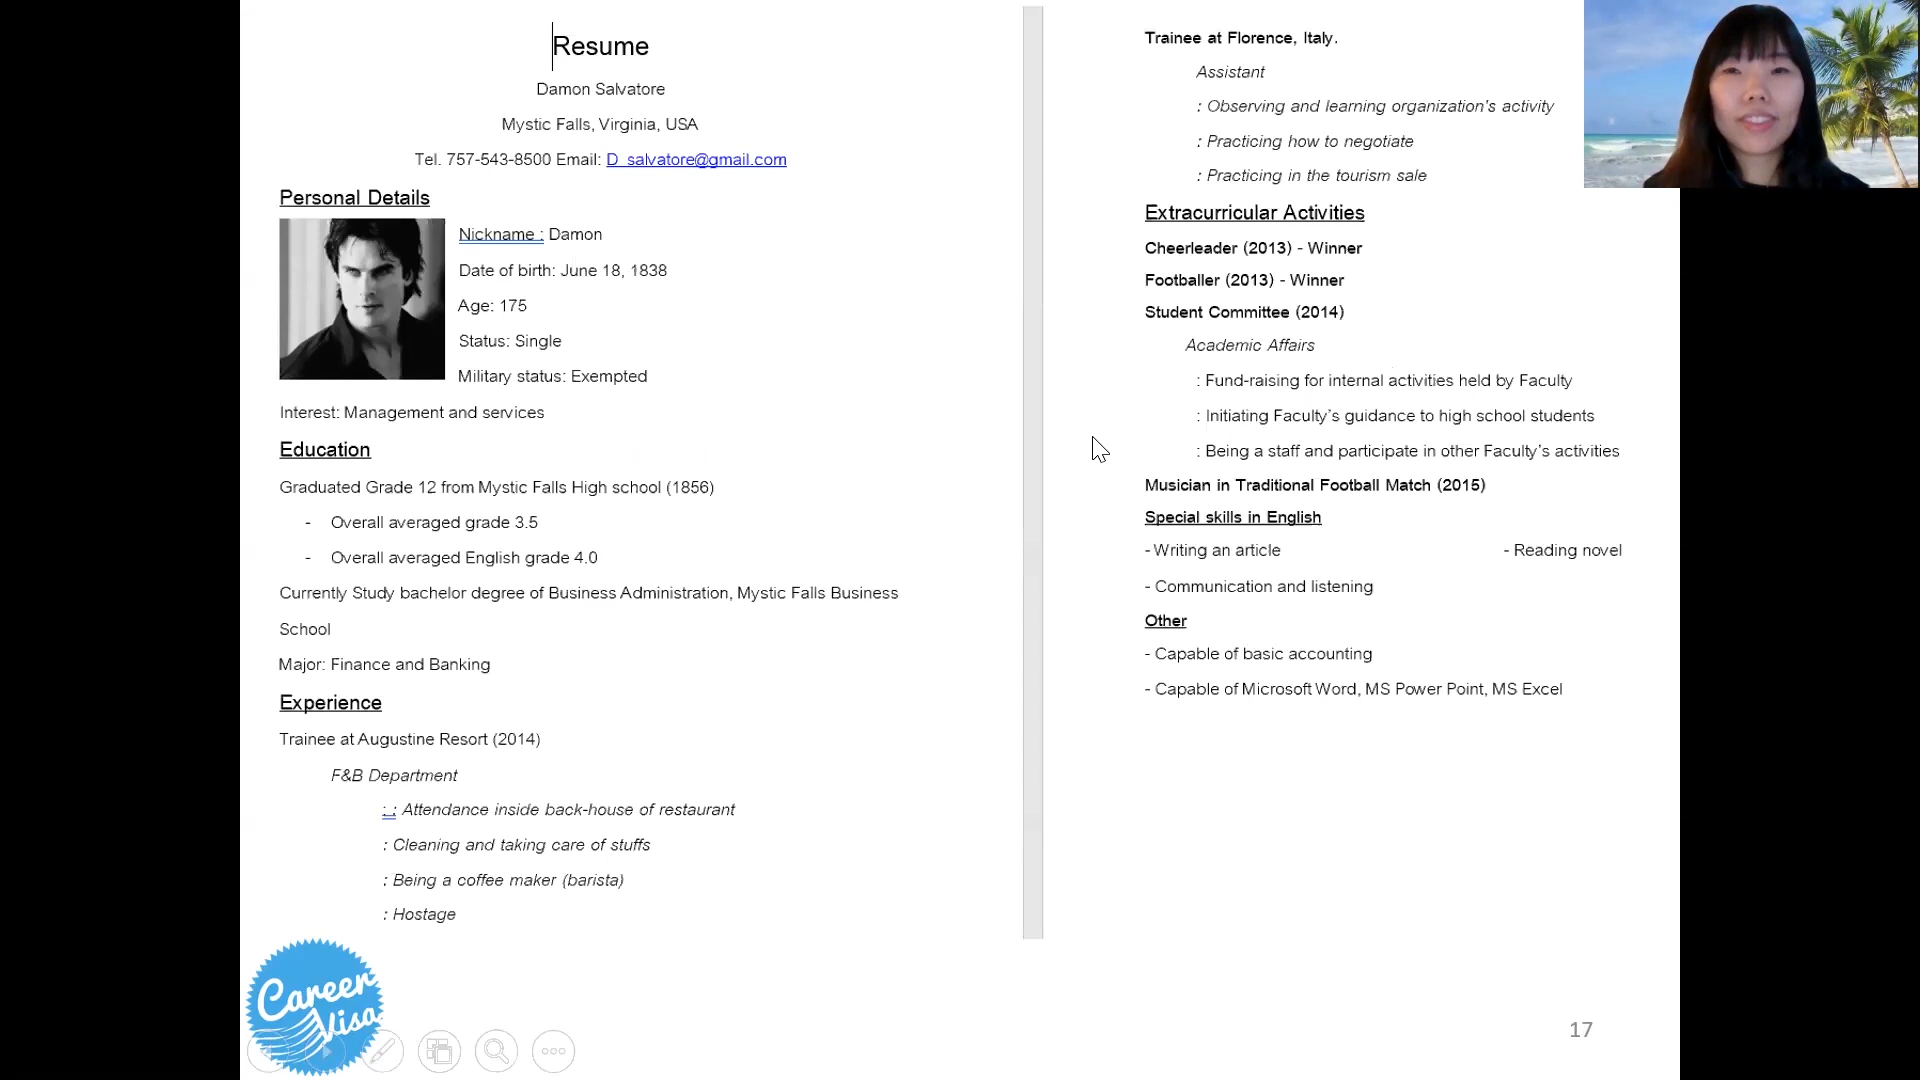 Resume
Damon Salvatore
Mystic Falls, Virginia, USA
Tel. 757-543-8500 Email: D_salvatore@gmail.com
Personal Details
Nickname : Damon
Date of birth: June 18, 1838
Age: 175
Status: Single
Military status: Exempted
Interest: Management and services
Education
Graduated Grade 12 from Mystic Falls High school (1856)
- Overall averaged grade 3.5
- Overall averaged English grade 4.0
Currently Study bachelor degree of Business Administration, Mystic Falls Business
School
Major: Finance and Banking
Experience
Trainee at Augustine Resort (2014)
F&B Department
: : Attendance inside back-house of restaurant
: Cleaning and taking care of stuffs
: Being a coffee maker (barista)
: Hostage
Trainee at Florence, Italy.
Assistant
: Observing and learning organization's activity
: Practicing how to negotiate
: Practicing in the tourism sale
Extracurricular Activities
Cheerleader (2013) - Winner
Footballer (2013) - Winner
Student Committee (2014)
Academic Affairs
: Fund-raising for internal activities held by Faculty
: Initiating Faculty's guidance to high school students
: Being a staff and participate in other Faculty's activities
Musician in Traditional Football Match (2015)
Special skills in English
- Writing an article - Reading novel
- Communication and listening
Other
- Capable of basic accounting
- Capable of Microsoft Word, MS Power Point, MS Excel
Career
Visa
17